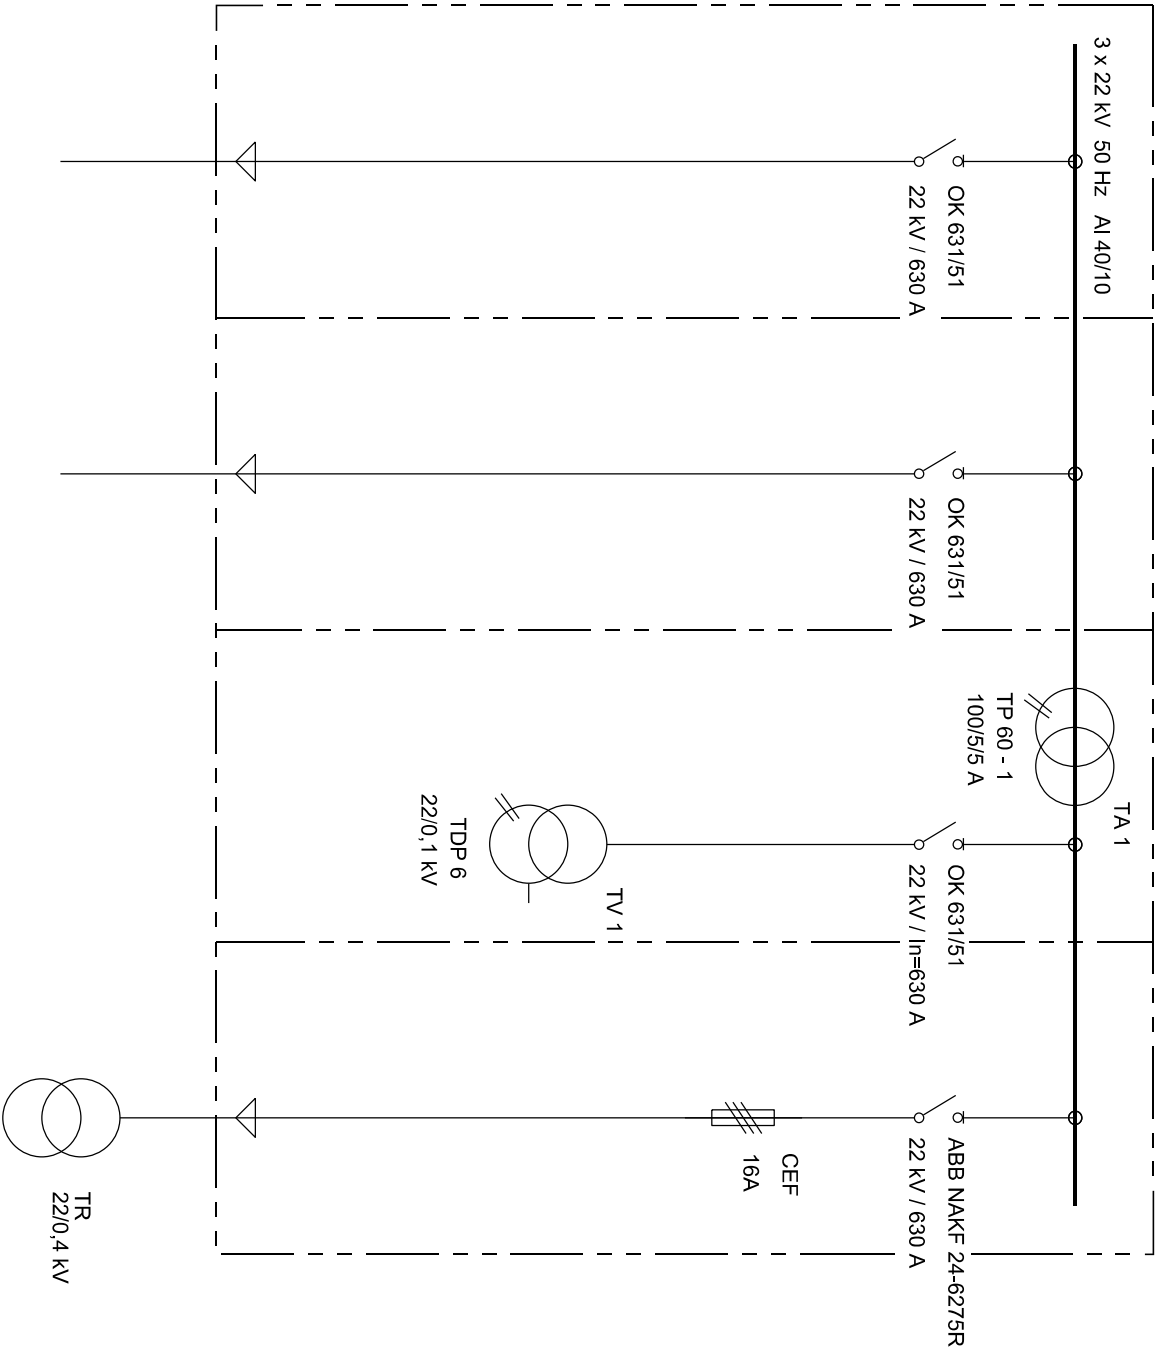 3 x 22 kV 50 Hz Al 40/10
OK 631/51
22 kV / 630 A
OK 631/51
22 kV / 630 A
TA 1
TP 60 - 1
100/5/5 A
OK 631/51
22 kV / In=630 A
TV 1
TDP 6
22/0,1 kV
ABB NAKF 24-6275R
22 kV / 630 A
CEF
16A
TR
22/0,4 kV